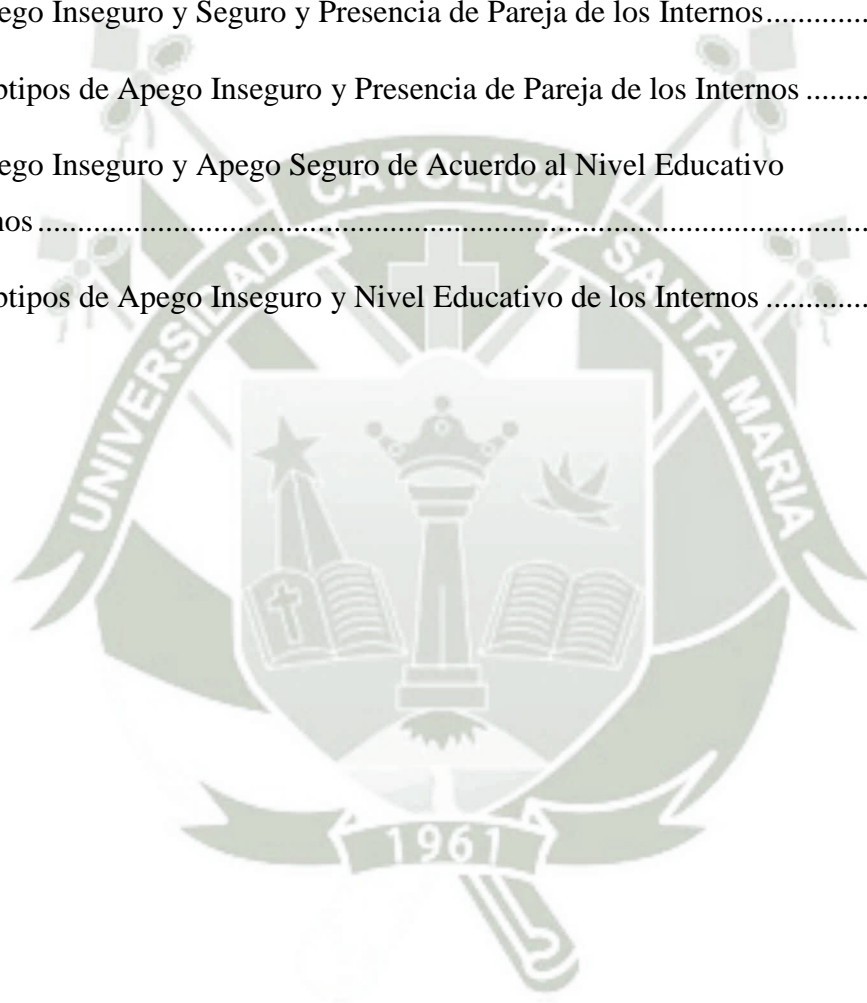 ego Inseguro y Seguro y Presencia de Pareja de los Internos..............
otipos de Apego Inseguro y Presencia de Pareja de los Internos ........
ego Inseguro y Apego Seguro de Acuerdo al Nivel Educativo
nos ........................................................................................................
otipos de Apego Inseguro y Nivel Educativo de los Internos .............
UNIVERSIDAD CATOLICA SANTA MARIA
1961